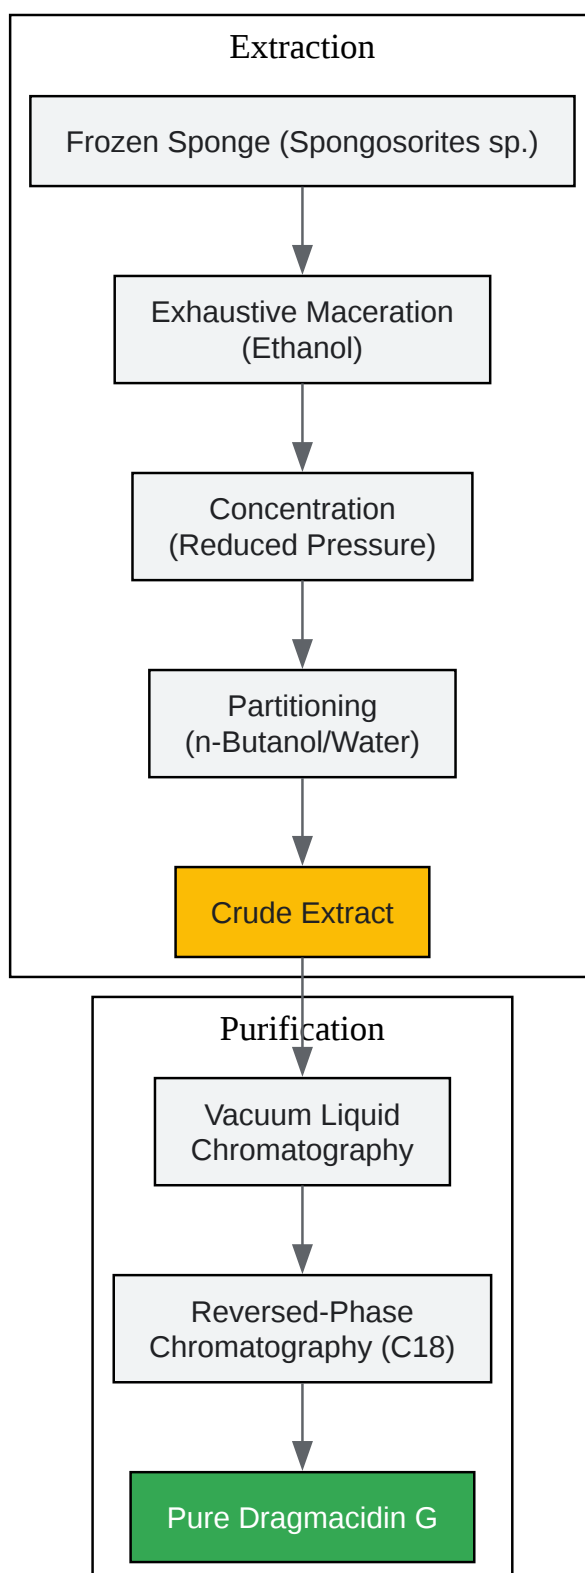 Extraction
Frozen Sponge (Spongosorites sp.)
Exhaustive Maceration
(Ethanol)
Concentration
(Reduced Pressure)
Partitioning
(n-Butanol/Water)
Crude Extract
Purification
Vacuum Liquid
Chromatography
Reversed-Phase
Chromatography (C18)
Pure Dragmacidin G